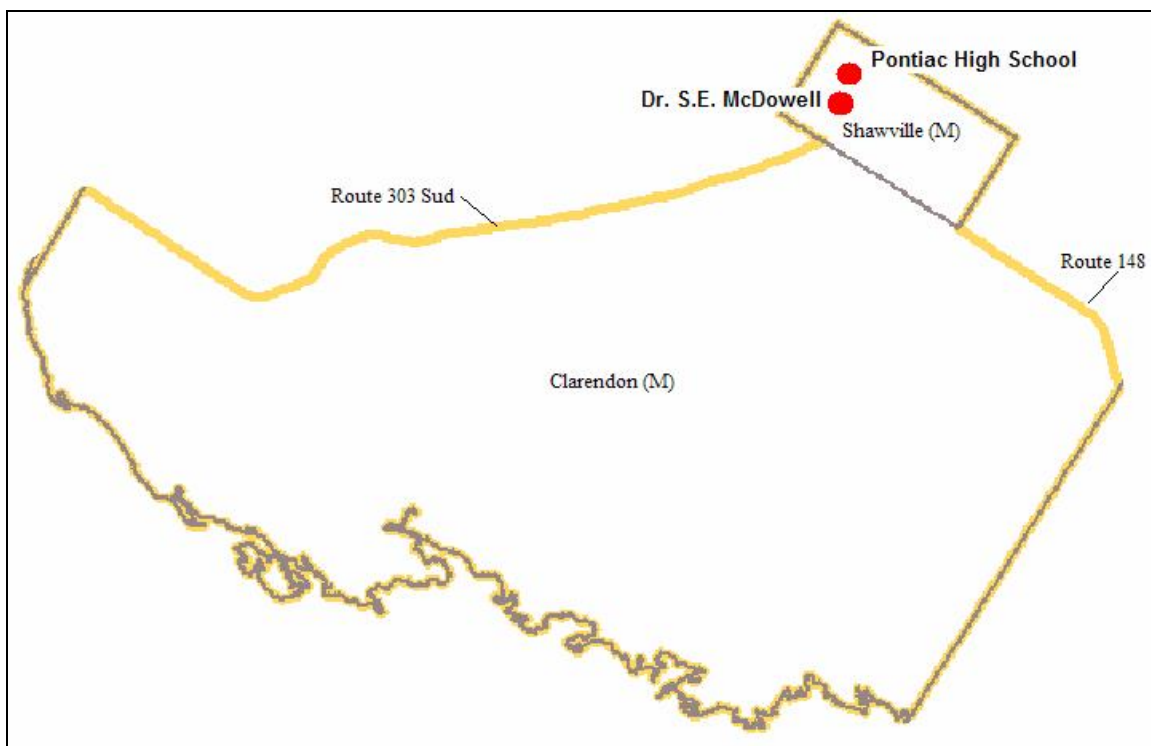 Pontiac High School
Dr. S.E. McDowell
Shawville (M)
Route 303 Sud
Route 148
Clarendon (M)